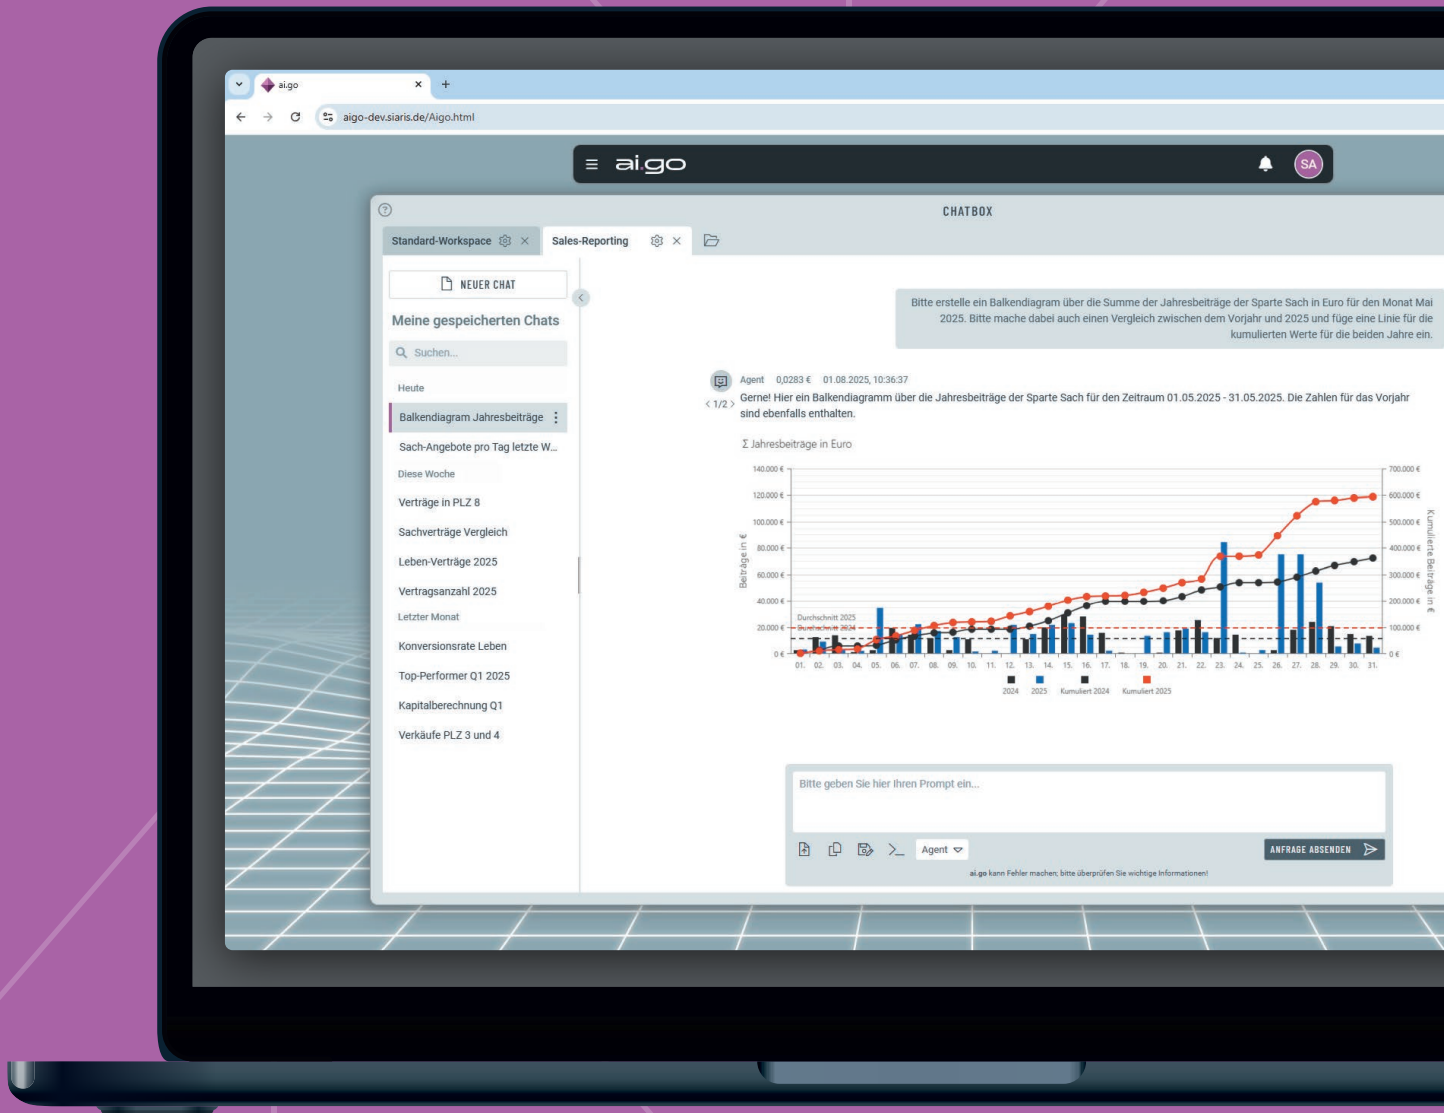 ai.go
aigo-dev.siaris.de/Aigo.html
ai.go
SA
CHATBOX
Standard-Workspace
Sales-Reporting
NEUER CHAT
Meine gespeicherten Chats
Suchen...
Heute
Balkendiagram Jahresbeiträge
Sach-Angebote pro Tag letzte W...
Diese Woche
Verträge in PLZ 8
Sachverträge Vergleich
Leben-Verträge 2025
Vertragsanzahl 2025
Letzter Monat
Konversionsrate Leben
Top-Performer Q1 2025
Kapitalberechnung Q1
Verkäufe PLZ 3 und 4
Bitte erstelle ein Balkendiagram über die Summe der Jahresbeiträge der Sparte Sach in Euro für den Monat Mai
2025. Bitte mache dabei auch einen Vergleich zwischen dem Vorjahr und 2025 und füge eine Linie für die
kumulierten Werte für die beiden Jahre ein.
Agent 0,0283 € 01.08.2025, 10:36:37
< 1/2 >
Gerne! Hier ein Balkendiagramm über die Jahresbeiträge der Sparte Sach für den Zeitraum 01.05.2025 - 31.05.2025. Die Zahlen für das Vorjahr
sind ebenfalls enthalten.
Σ Jahresbeiträge in Euro
Beiträge in €
140.000 €
120.000 €
100.000 €
80.000 €
60.000 €
40.000 €
20.000 €
0 €
Durchschnitt 2025
Durchschnitt 2024
700.000 €
600.000 €
500.000 €
400.000 €
300.000 €
200.000 €
100.000 €
0 €
Kumulierte Beiträge in €
01. 02. 03. 04. 05. 06. 07. 08. 09. 10. 11. 12. 13. 14. 15. 16. 17. 18. 19. 20. 21. 22. 23. 24. 25. 26. 27. 28. 29. 30. 31.
2024 2025 Kumuliert 2024 Kumuliert 2025
Bitte geben Sie hier Ihren Prompt ein...
Agent
ANFRAGE ABSENDEN
ai.go kann Fehler machen; bitte überprüfen Sie wichtige Informationen!